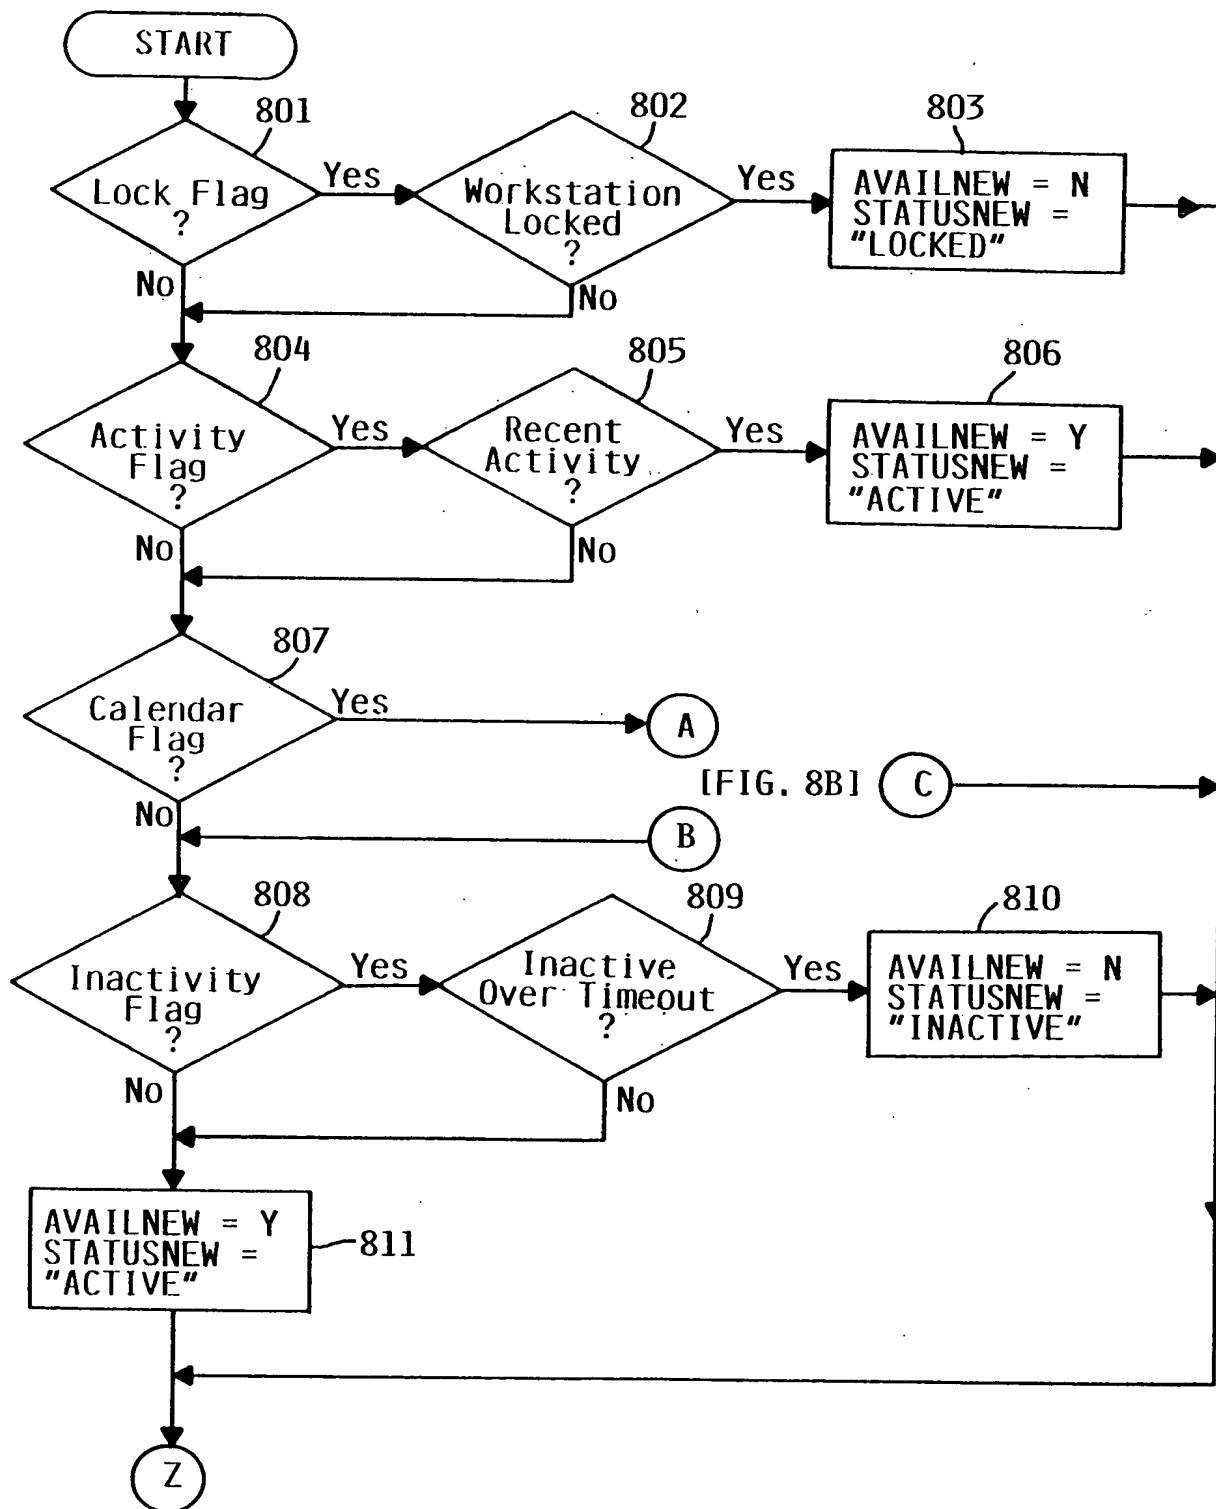 START
801
802
803
Lock Flag
?
Yes
Workstation
Locked
?
Yes
AVAILNEW = N
STATUSNEW =
"LOCKED"
No
No
804
805
806
Activity
Flag
?
Yes
Recent
Activity
?
Yes
AVAILNEW = Y
STATUSNEW =
"ACTIVE"
No
No
807
Calendar
Flag
?
Yes
A
[FIG. 8B]
C
No
B
808
809
810
Inactivity
Flag
?
Yes
Inactive
Over Timeout
?
Yes
AVAILNEW = N
STATUSNEW =
"INACTIVE"
No
No
AVAILNEW = Y
STATUSNEW =
"ACTIVE"
811
Z